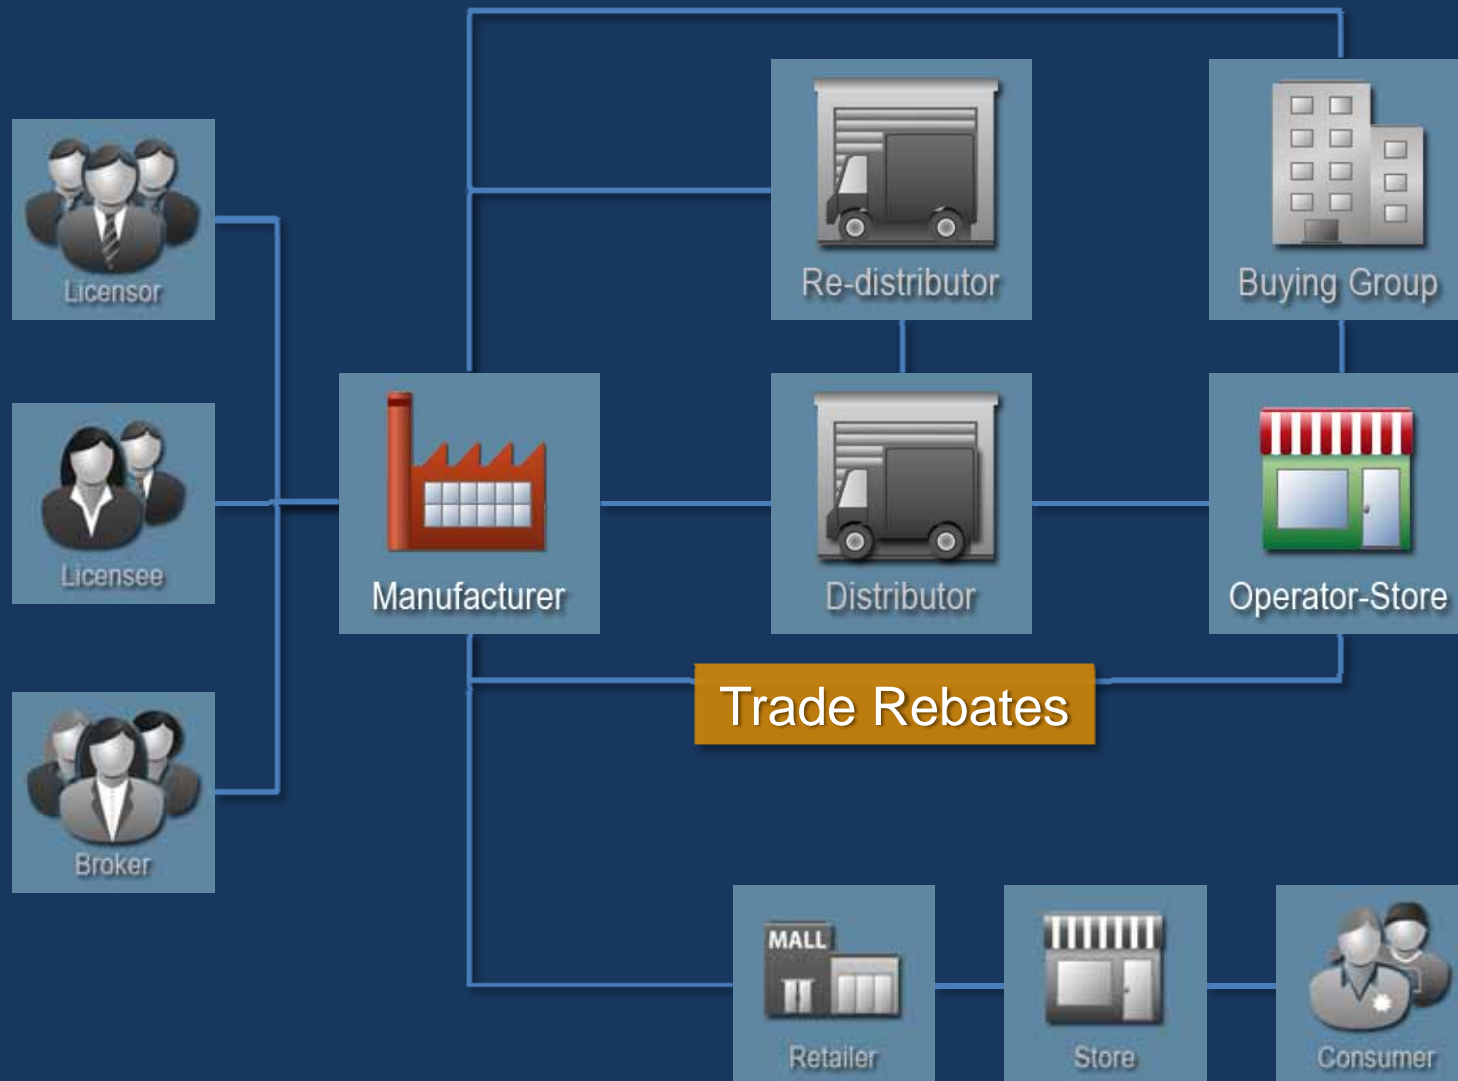 Licensor
Re-distributor
Buying Group
Licensee
Manufacturer
Distributor
Operator-Store
Trade Rebates
Broker
MALL
Retailer
Store
Consumer